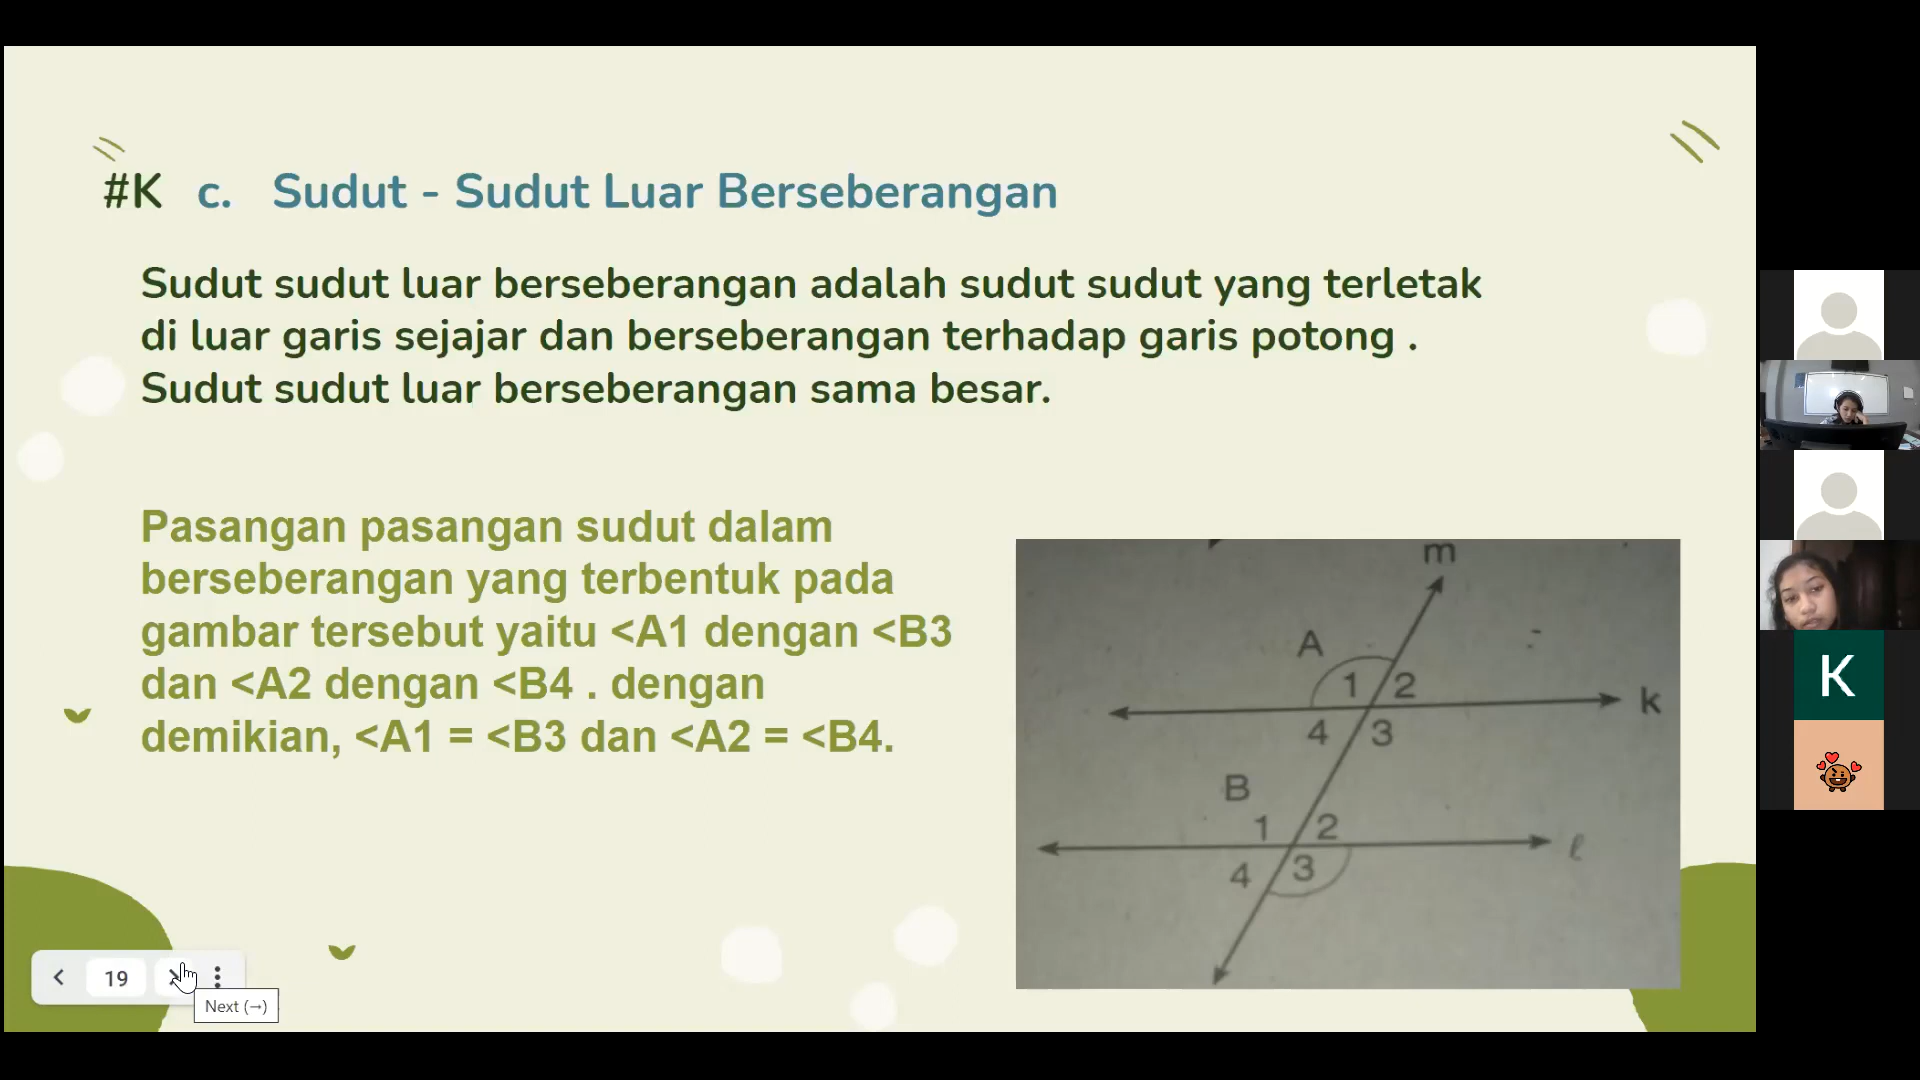 #K c. Sudut - Sudut Luar Berseberangan
Sudut sudut luar berseberangan adalah sudut sudut yang terletak
di luar garis sejajar dan berseberangan terhadap garis potong .
Sudut sudut luar berseberangan sama besar.
Pasangan pasangan sudut dalam
berseberangan yang terbentuk pada
gambar tersebut yaitu <A1 dengan <B3
dan <A2 dengan <B4 . dengan
demikian, <A1 = <B3 dan <A2 = <B4.
m
A
1 2
k
4 3
B
1 2
ℓ
4 3
19
Next (→)
K